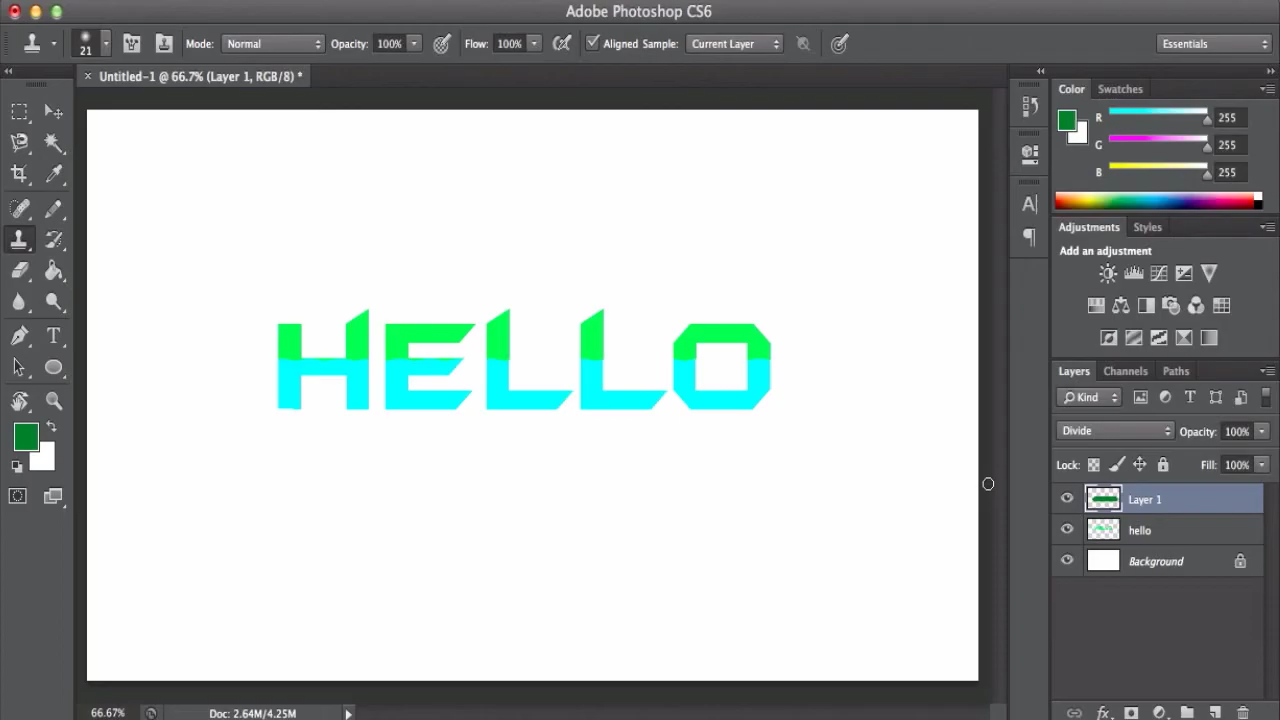 Adobe Photoshop CS6
21 Mode: Normal Opacity: 100% Flow: 100% Aligned Sample: Current Layer Essentials
× Untitled-1 @ 66.7% (Layer 1, RGB/8) *
Color Swatches
R 255
G 255
B 255
Adjustments Styles
Add an adjustment
HELLO
Layers Channels Paths
Kind
Divide Opacity: 100%
Lock: Fill: 100%
Layer 1
hello
Background
66.67% Doc: 2.64M/4.25M